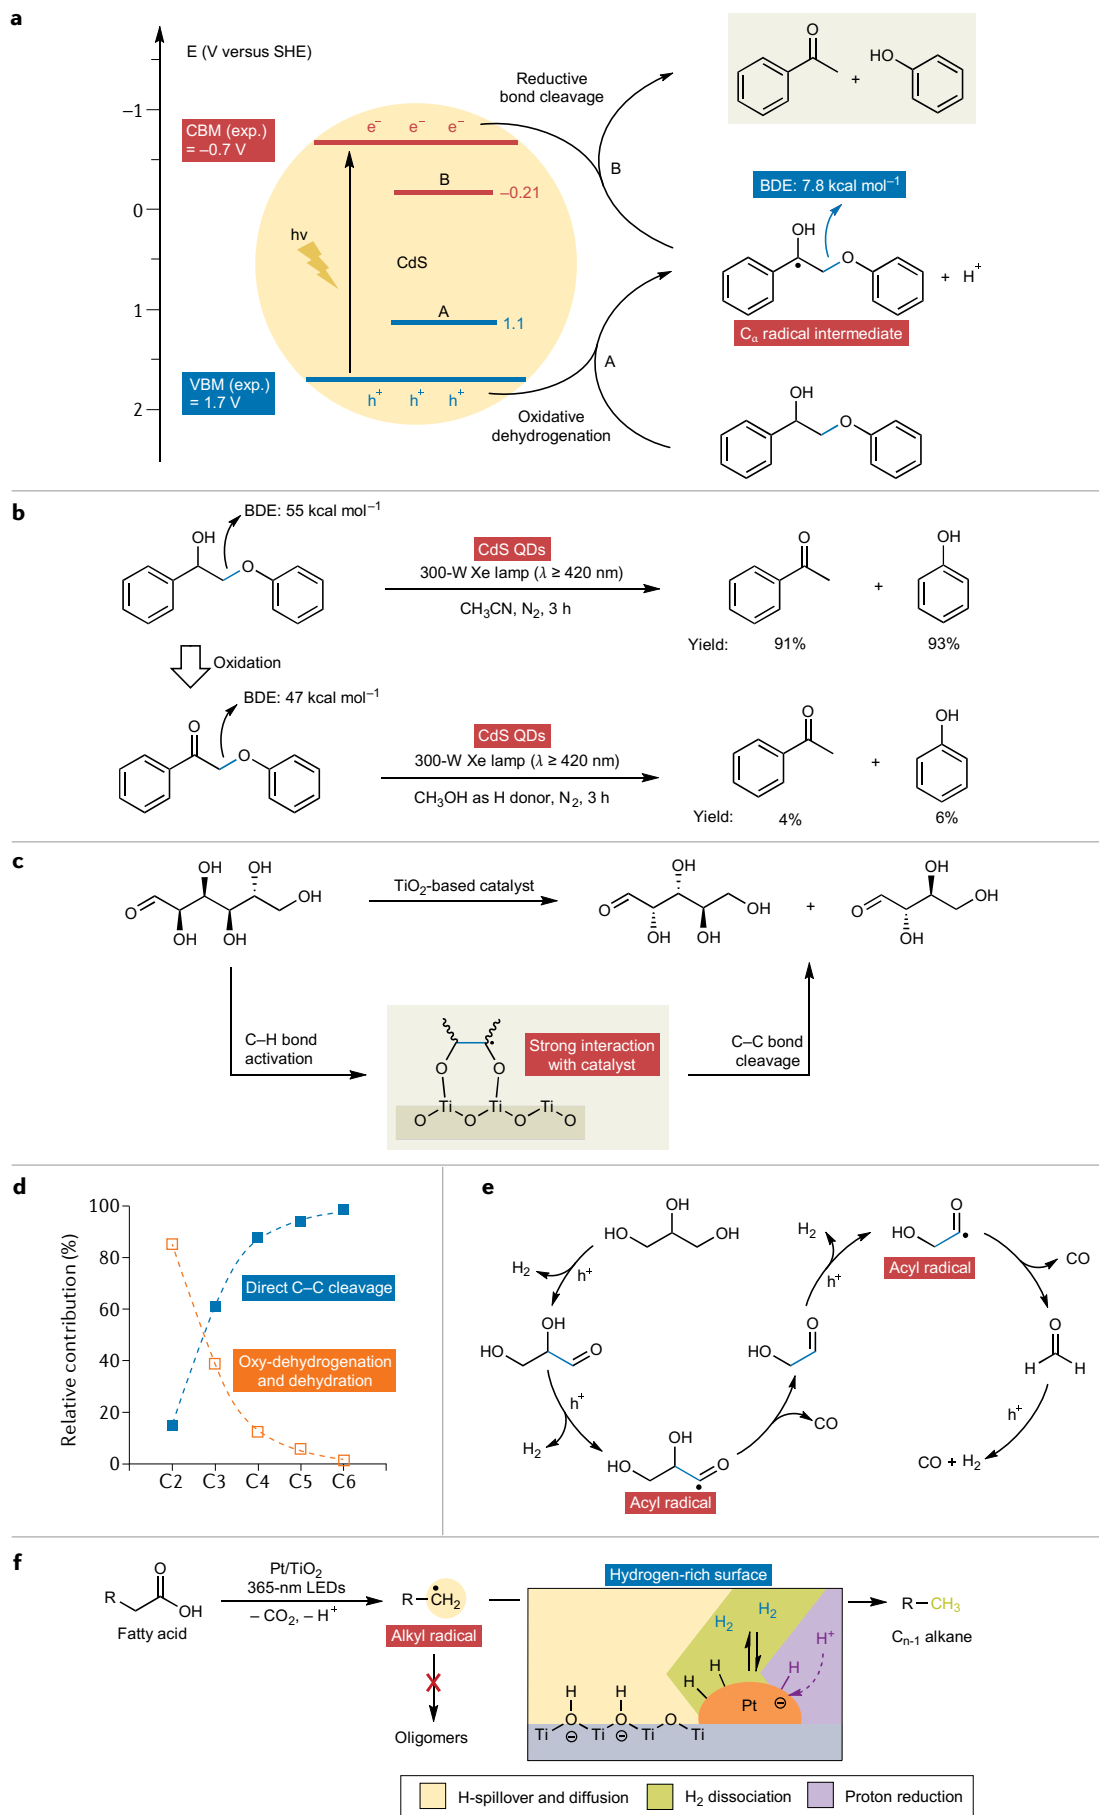 a
E (V versus SHE)
–1
0
1
2
CBM (exp.)
= –0.7 V
e⁻ e⁻ e⁻
B
–0.21
hv
CdS
A
1.1
VBM (exp.)
= 1.7 V
h⁺ h⁺ h⁺
Reductive
bond cleavage
B
O
+
HO
BDE: 7.8 kcal mol⁻¹
OH
O
+ H⁺
Cα radical intermediate
A
Oxidative
dehydrogenation
OH
O
b
BDE: 55 kcal mol⁻¹
OH
O
CdS QDs
300-W Xe lamp (λ ≥ 420 nm)
CH₃CN, N₂, 3 h
O
+
OH
Yield: 91% 93%
Oxidation
BDE: 47 kcal mol⁻¹
O
O
CdS QDs
300-W Xe lamp (λ ≥ 420 nm)
CH₃OH as H donor, N₂, 3 h
O
+
OH
Yield: 4% 6%
c
OH OH
O OH
OH OH
TiO₂-based catalyst
OH
O OH
OH OH
+
OH
O OH
OH
C–H bond
activation
O O
Ti Ti Ti
O O O O
Strong interaction
with catalyst
C–C bond
cleavage
d
Relative contribution (%)
100
80
60
40
20
0
C2 C3 C4 C5 C6
Direct C–C cleavage
Oxy-dehydrogenation
and dehydration
e
OH
HO OH
H₂
h⁺
OH
HO O
h⁺
H₂
OH
HO O
Acyl radical
CO
O
HO
H₂
h⁺
O
HO
Acyl radical
CO
O
H H
h⁺
CO + H₂
f
O
R
OH
Fatty acid
Pt/TiO₂
365-nm LEDs
– CO₂, – H⁺
R–CH₂
Alkyl radical
Oligomers
Hydrogen-rich surface
H₂ H₂
H⁺
H H H
Pt ⊖
H H
O O O
Ti Ti Ti Ti
⊖ ⊖
R–CH₃
Cn-1 alkane
H-spillover and diffusion
H₂ dissociation
Proton reduction